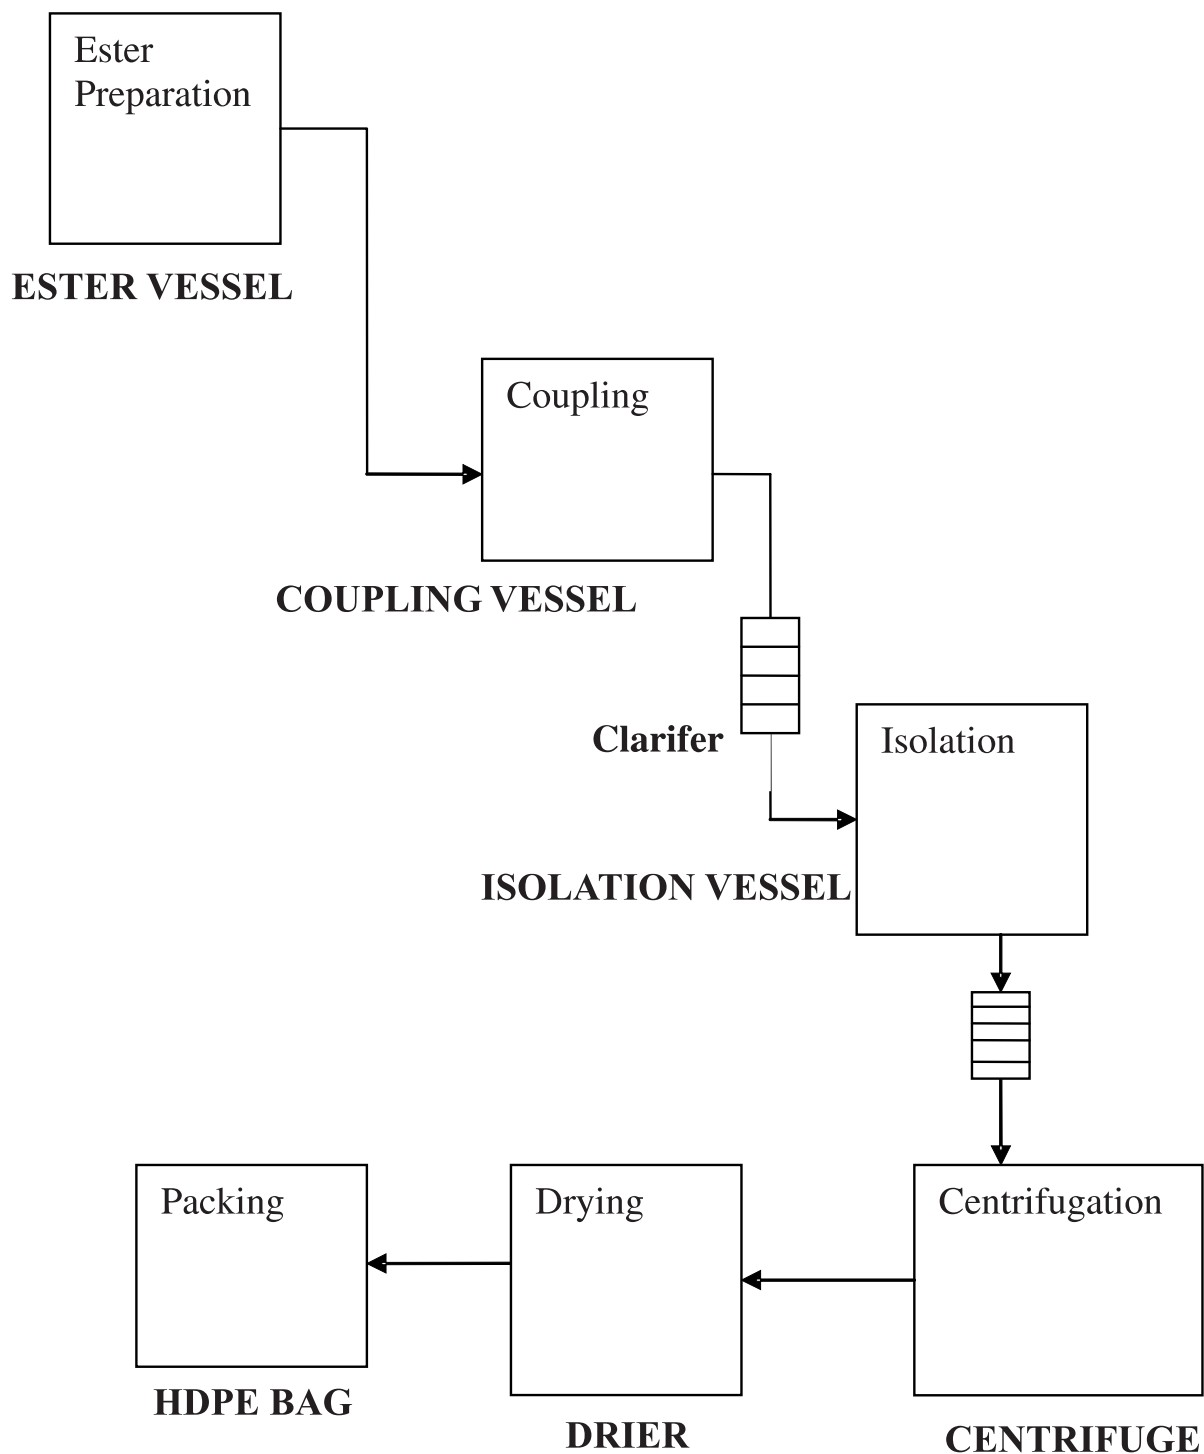 Ester
Preparation
ESTER VESSEL
Coupling
COUPLING VESSEL
Clarifer
Isolation
ISOLATION VESSEL
Packing
Drying
Centrifugation
HDPE BAG
DRIER
CENTRIFUGE